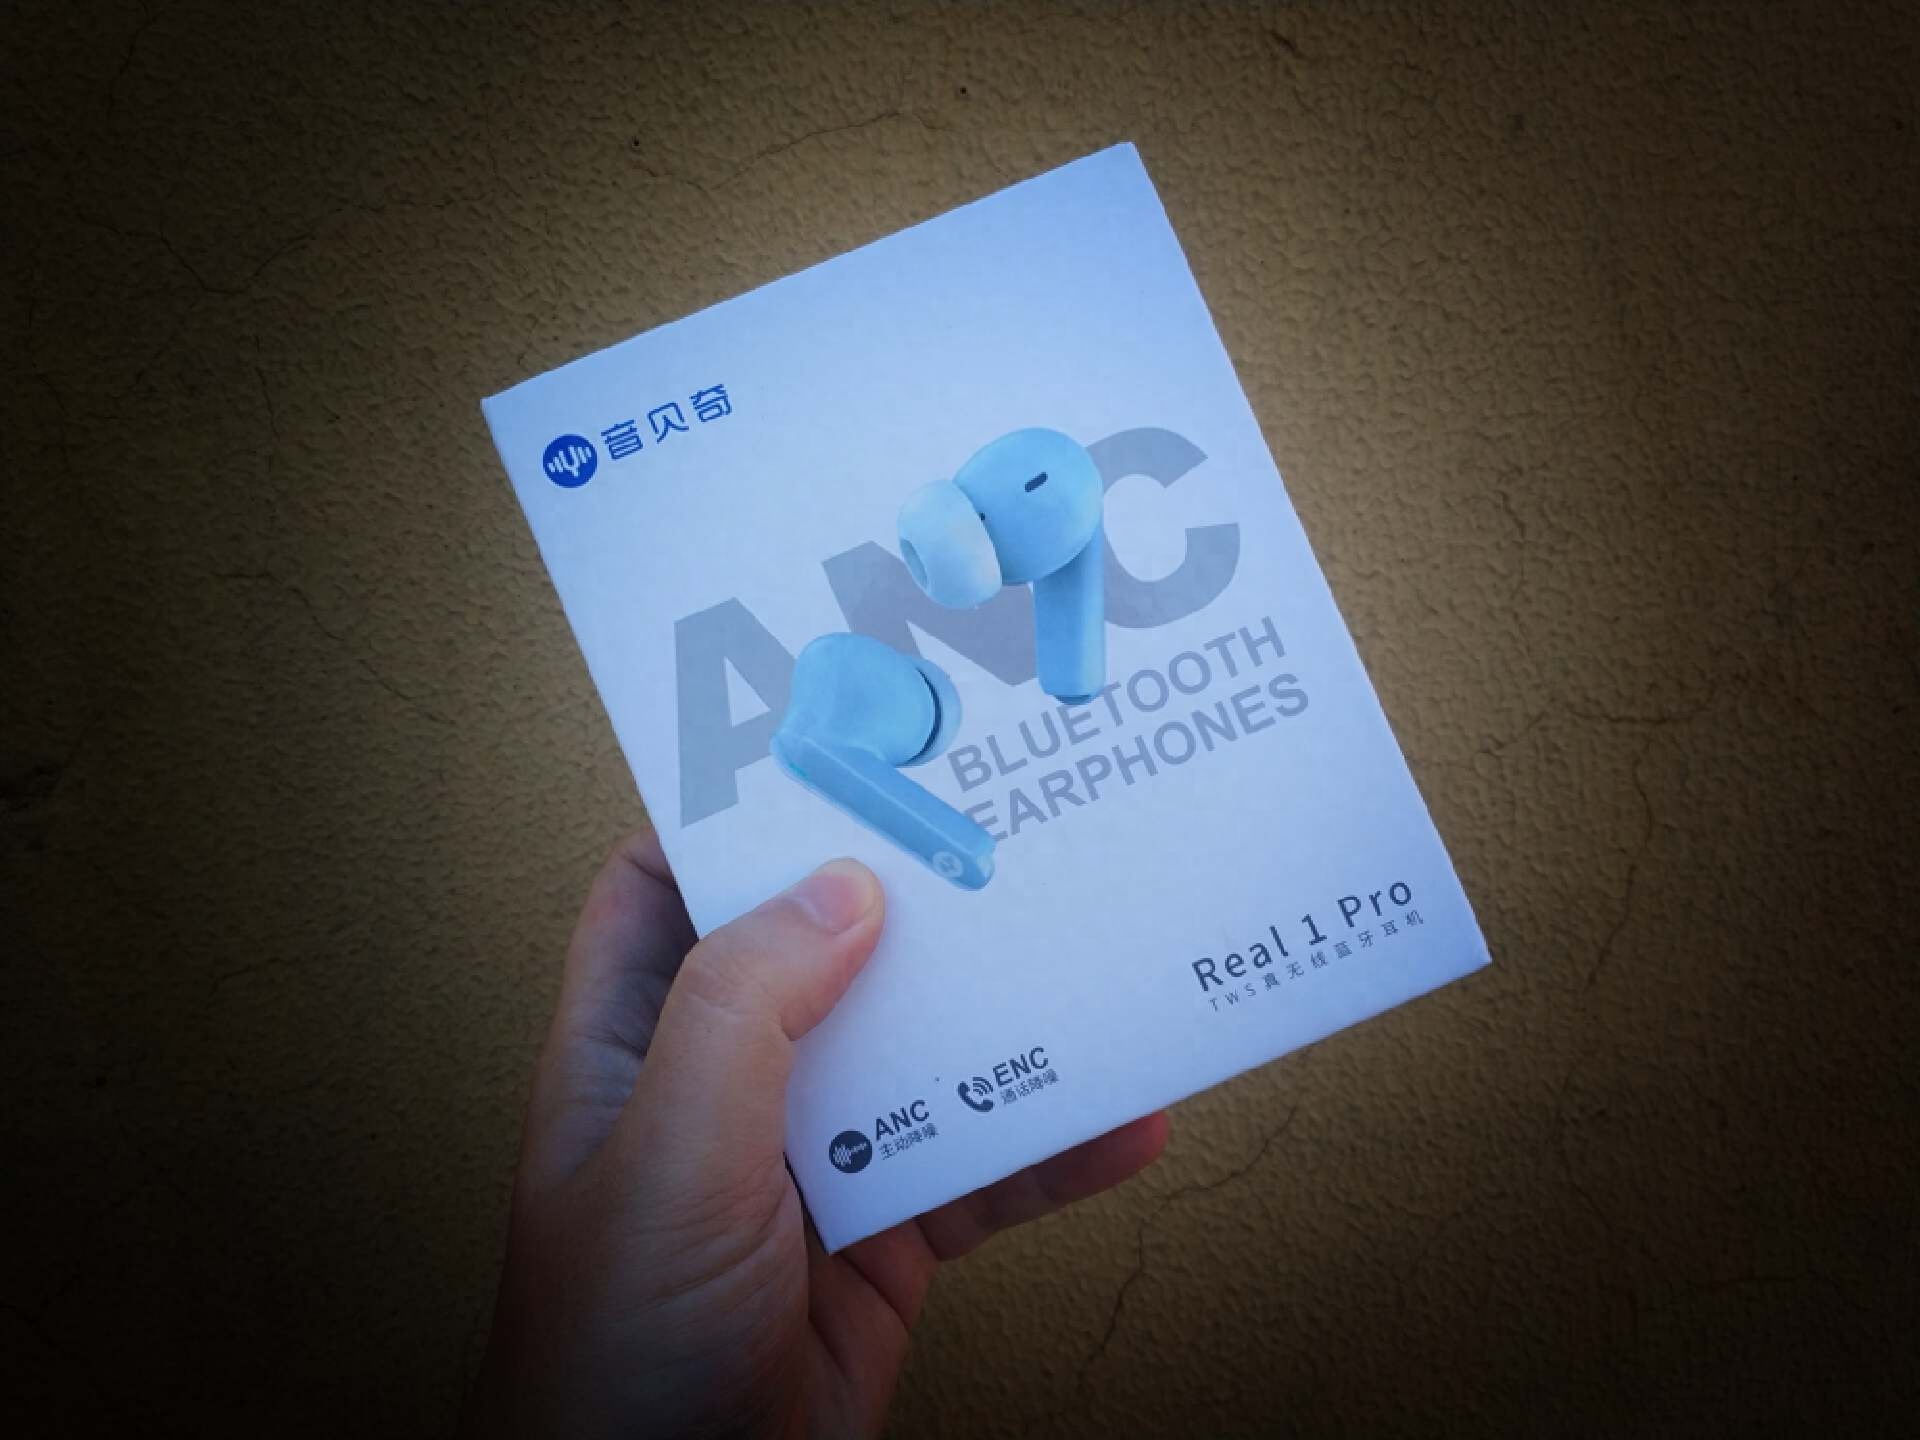 音贝奇
ANC
BLUETOOTH
EARPHONES
Real 1 Pro
TWS真无线蓝牙耳机
ANC
主动降噪
ENC
通话降噪